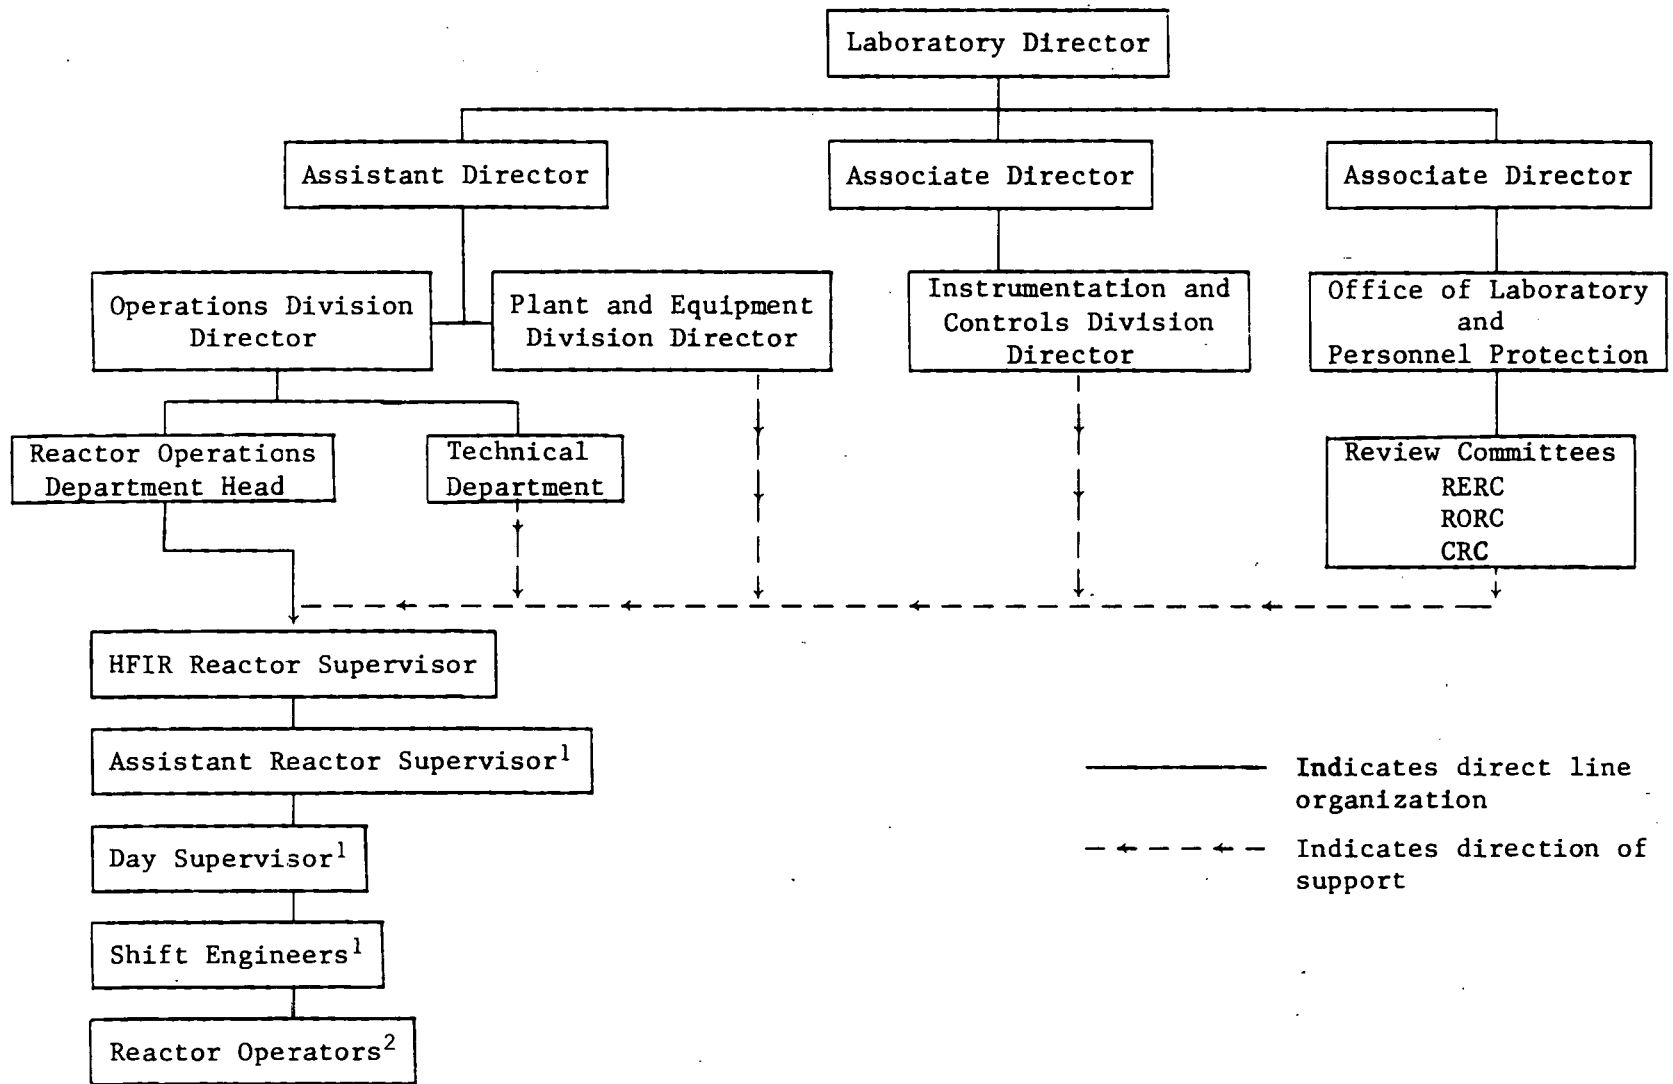 Laboratory Director
Assistant Director
Associate Director
Associate Director
Operations Division
Director
Plant and Equipment
Division Director
Instrumentation and
Controls Division
Director
Office of Laboratory
and
Personnel Protection
Reactor Operations
Department Head
Technical
Department
Review Committees
RERC
RORC
CRC
HFIR Reactor Supervisor
Assistant Reactor Supervisor¹
Day Supervisor¹
Shift Engineers¹
Reactor Operators²
Indicates direct line
organization
Indicates direction of
support